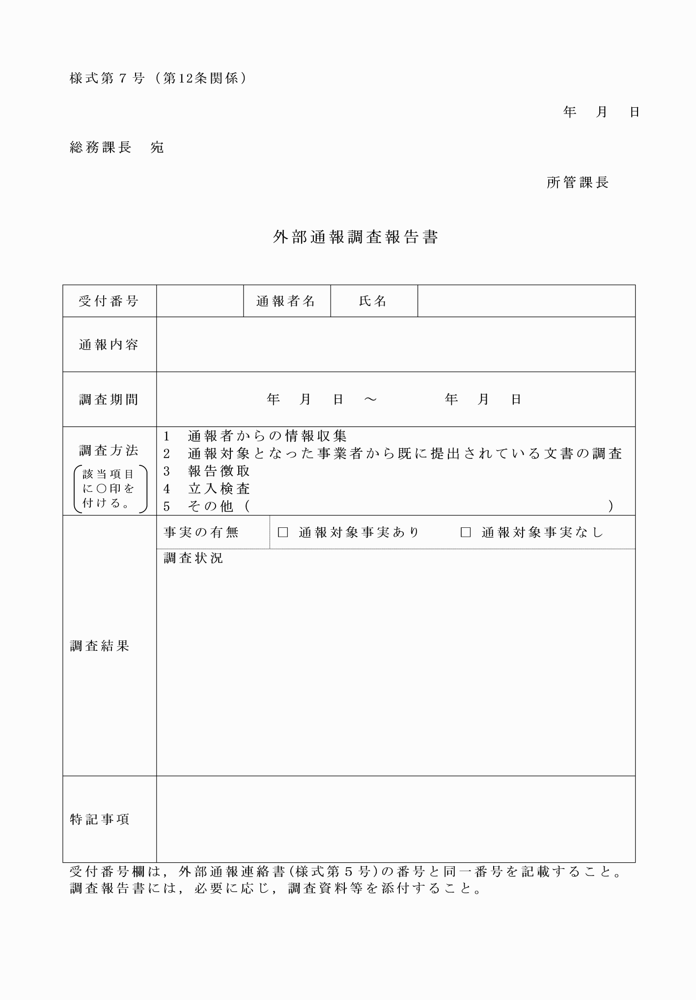 様式第７号（第12条関係）
年　月　日
総務課長　宛
所管課長
外部通報調査報告書
受付番号　通報者名　氏名
通報内容
調査期間　年　月　日　～　年　月　日
調査方法
該当項目
に〇印を
付ける。
1　通報者からの情報収集
2　通報対象となった事業者から既に提出されている文書の調査
3　報告徴取
4　立入検査
5　その他（　）
調査結果
事実の有無　□ 通報対象事実あり　□ 通報対象事実なし
調査状況
特記事項
受付番号欄は，外部通報連絡書(様式第５号)の番号と同一番号を記載すること。
調査報告書には，必要に応じ，調査資料等を添付すること。